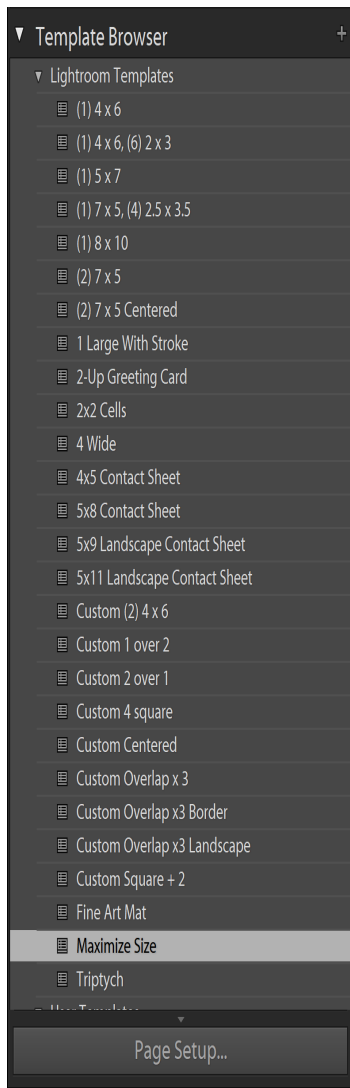 Template Browser +
Lightroom Templates
(1) 4 x 6
(1) 4 x 6, (6) 2 x 3
(1) 5 x 7
(1) 7 x 5, (4) 2.5 x 3.5
(1) 8 x 10
(2) 7 x 5
(2) 7 x 5 Centered
1 Large With Stroke
2-Up Greeting Card
2x2 Cells
4 Wide
4x5 Contact Sheet
5x8 Contact Sheet
5x9 Landscape Contact Sheet
5x11 Landscape Contact Sheet
Custom (2) 4 x 6
Custom 1 over 2
Custom 2 over 1
Custom 4 square
Custom Centered
Custom Overlap x 3
Custom Overlap x3 Border
Custom Overlap x3 Landscape
Custom Square + 2
Fine Art Mat
Maximize Size
Triptych
User Templates
Page Setup...